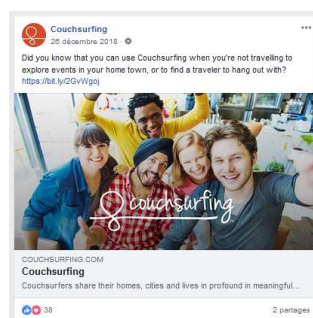 Couchsurfing
26 décembre 2018 ·
Did you know that you can use Couchsurfing when you're not travelling to
explore events in your home town, or to find a traveler to hang out with?
https://bit.ly/2GvWgoj
couchsurfing
COUCHSURFING.COM
Couchsurfing
Couchsurfers share their homes, cities and lives in profound in meaningful...
38
2 partages